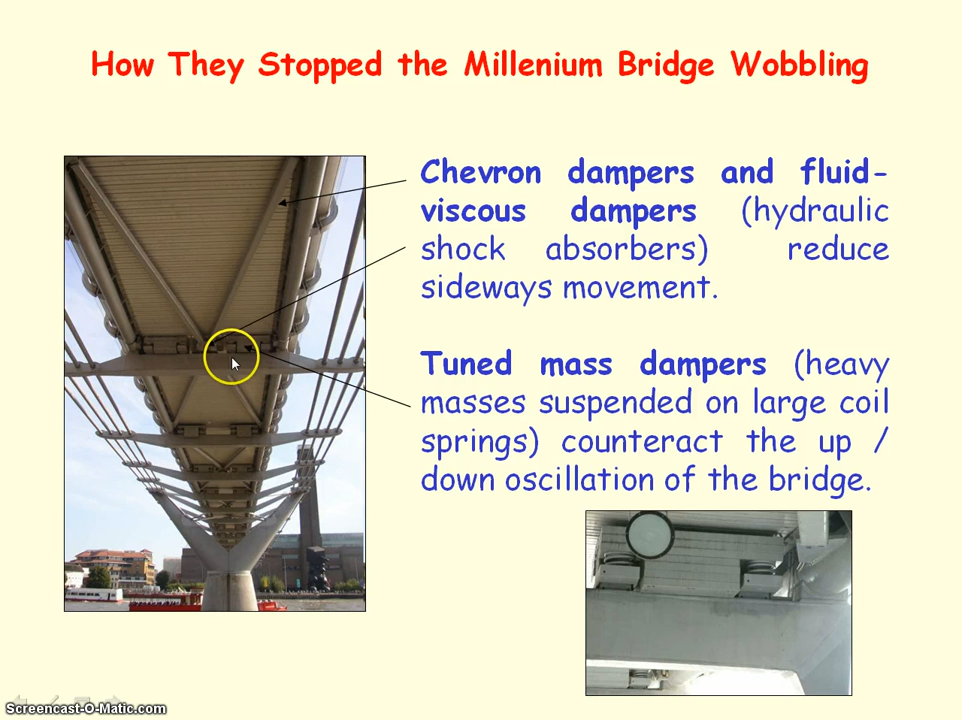 How They Stopped the Millenium Bridge Wobbling
Chevron dampers and fluid-
viscous dampers (hydraulic
shock absorbers) reduce
sideways movement.
Tuned mass dampers (heavy
masses suspended on large coil
springs) counteract the up /
down oscillation of the bridge.
Screencast-O-Matic.com